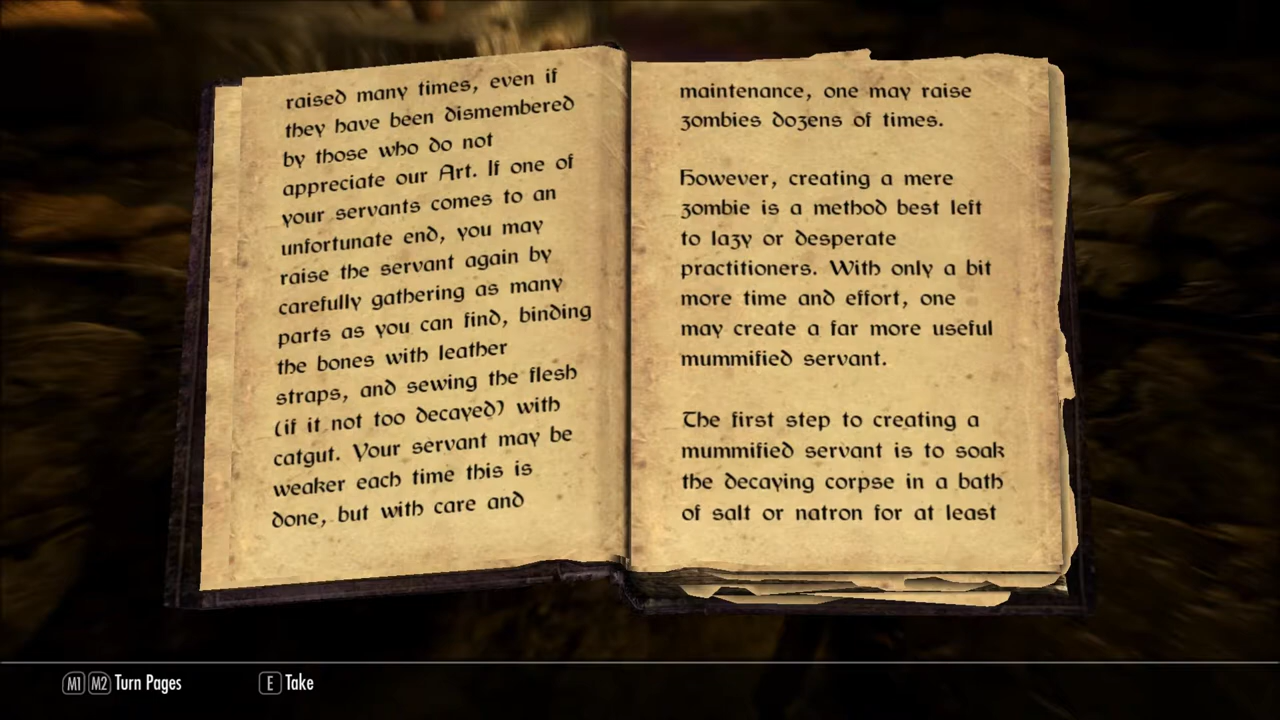 raised many times, even if
they have been dismembered
by those who do not
appreciate our Art. If one of
your servants comes to an
unfortunate end, you may
raise the servant again by
carefully gathering as many
parts as you can find, binding
the bones with leather
straps, and sewing the flesh
(if it not too decayed) with
catgut. Your servant may be
weaker each time this is
done, but with care and
maintenance, one may raise
zombies dozens of times.
However, creating a mere
zombie is a method best left
to lazy or desperate
practitioners. With only a bit
more time and effort, one
may create a far more useful
mummified servant.
The first step to creating a
mummified servant is to soak
the decaying corpse in a bath
of salt or natron for at least
M1 M2 Turn Pages
E Take